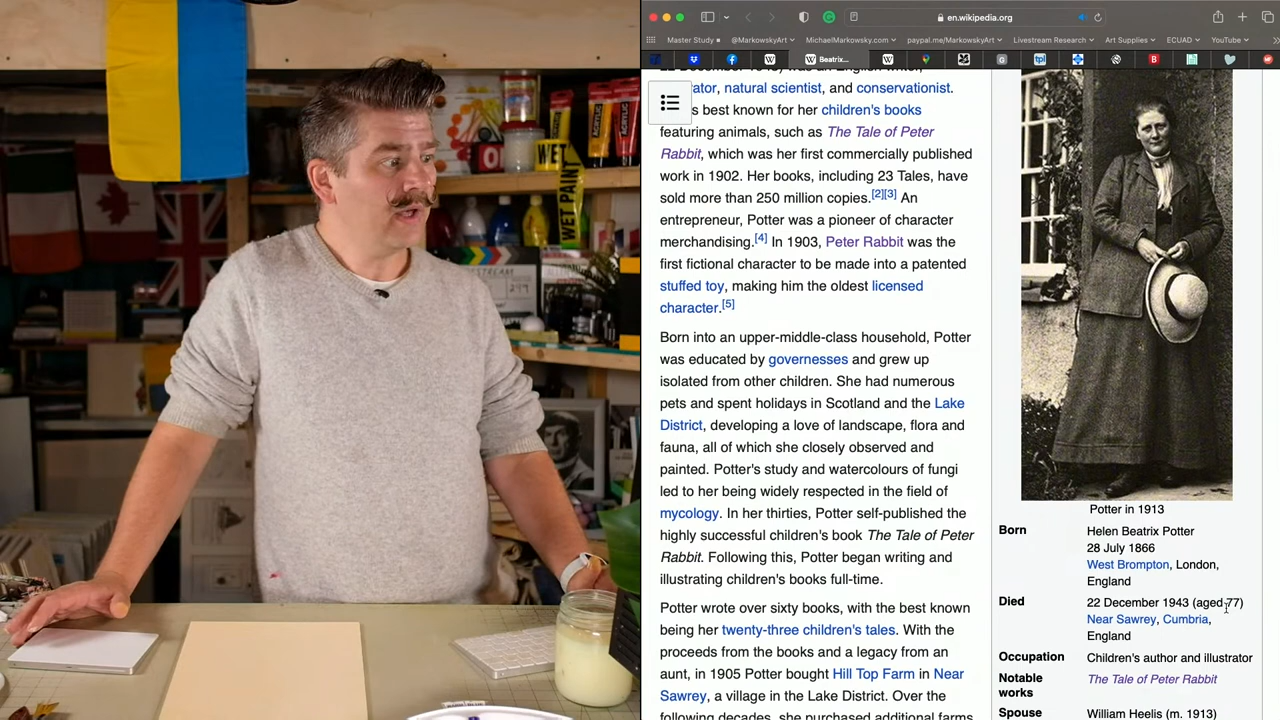 en.wikipedia.org
Master Study
@MarkowskyArt
MichaelMarkowsky.com
paypal.me/MarkowskyArt
Livestream Research
Art Supplies
ECUAD
YouTube
Beatrix...
ator, natural scientist, and conservationist.
s best known for her children's books
featuring animals, such as The Tale of Peter
Rabbit, which was her first commercially published
work in 1902. Her books, including 23 Tales, have
sold more than 250 million copies.[2][3] An
entrepreneur, Potter was a pioneer of character
merchandising.[4] In 1903, Peter Rabbit was the
first fictional character to be made into a patented
stuffed toy, making him the oldest licensed
character.[5]
Born into an upper-middle-class household, Potter
was educated by governesses and grew up
isolated from other children. She had numerous
pets and spent holidays in Scotland and the Lake
District, developing a love of landscape, flora and
fauna, all of which she closely observed and
painted. Potter's study and watercolours of fungi
led to her being widely respected in the field of
mycology. In her thirties, Potter self-published the
highly successful children's book The Tale of Peter
Rabbit. Following this, Potter began writing and
illustrating children's books full-time.
Potter wrote over sixty books, with the best known
being her twenty-three children's tales. With the
proceeds from the books and a legacy from an
aunt, in 1905 Potter bought Hill Top Farm in Near
Sawrey, a village in the Lake District. Over the
following decades, she purchased additional farms
Potter in 1913
Born Helen Beatrix Potter
28 July 1866
West Brompton, London,
England
Died 22 December 1943 (aged 77)
Near Sawrey, Cumbria,
England
Occupation Children's author and illustrator
Notable works The Tale of Peter Rabbit
Spouse William Heelis (m. 1913)
WET
WET PAINT
ACRYLIC
ACRYLIC